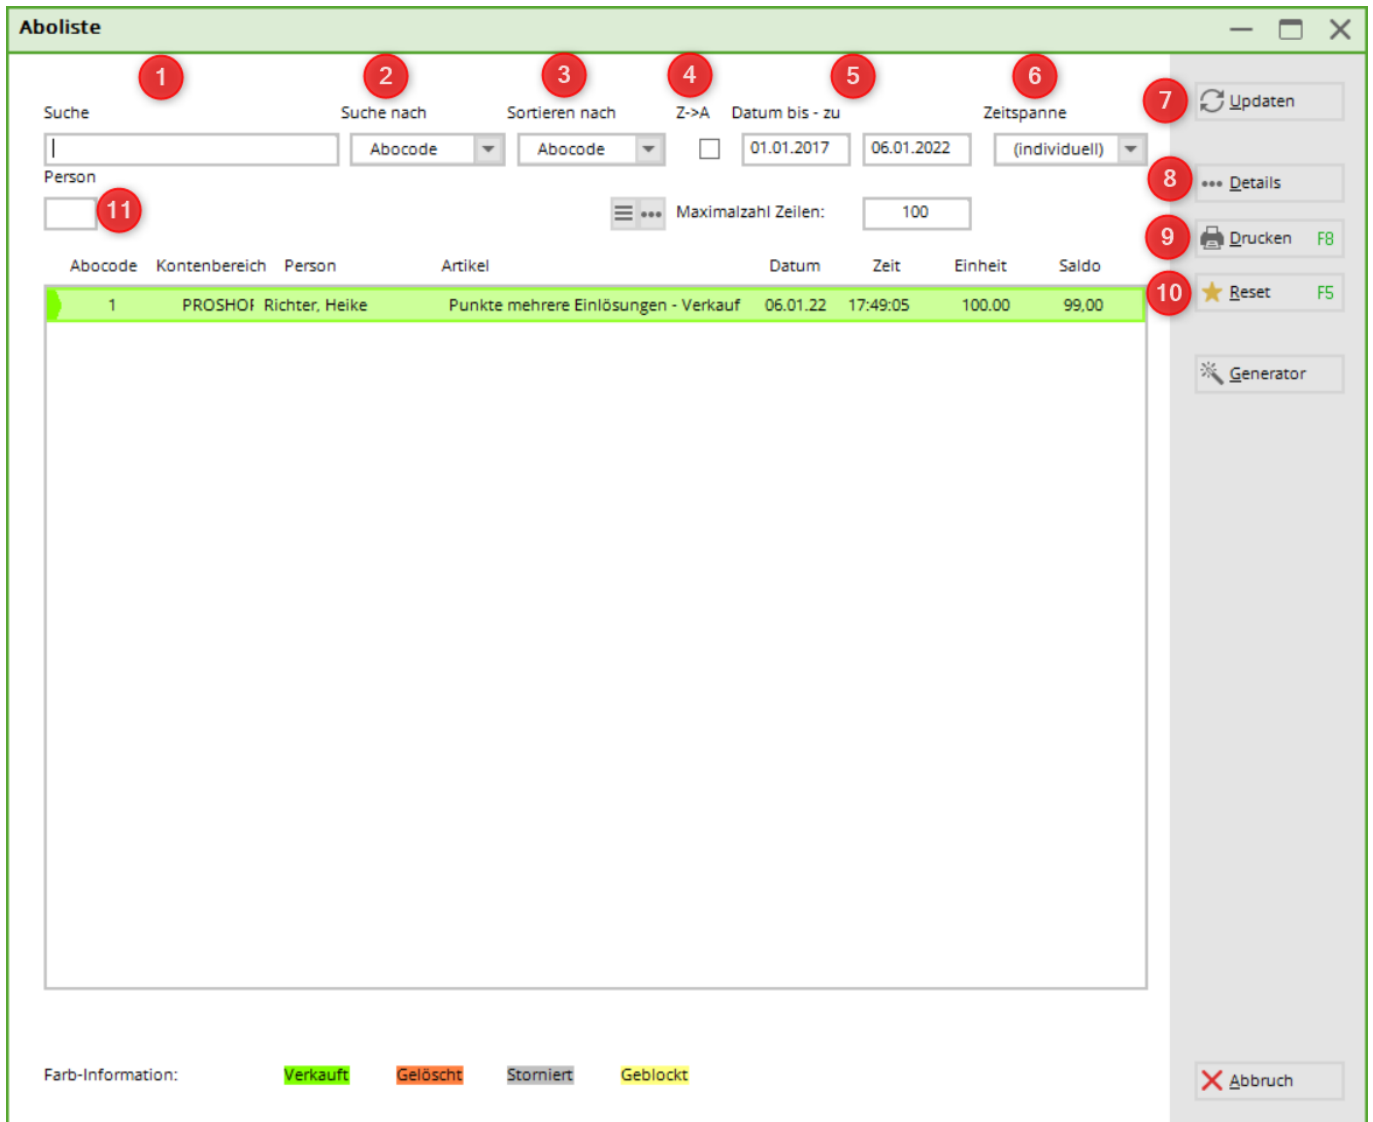 Aboliste
1 2 3 4 5 6
Suche Suche nach Sortieren nach Z->A Datum bis - zu Zeitspanne 7 Updaten
Abocode Abocode 01.01.2017 06.01.2022 (individuell)
Person 8 Details
11 Maximalzahl Zeilen: 100
9 Drucken F8
Abocode Kontenbereich Person Artikel Datum Zeit Einheit Saldo
10 Reset F5
1 PROSHOF Richter, Heike Punkte mehrere Einlösungen - Verkauf 06.01.22 17:49:05 100.00 99,00
Generator
Farb-Information: Verkauft Gelöscht Storniert Geblockt
Abbruch